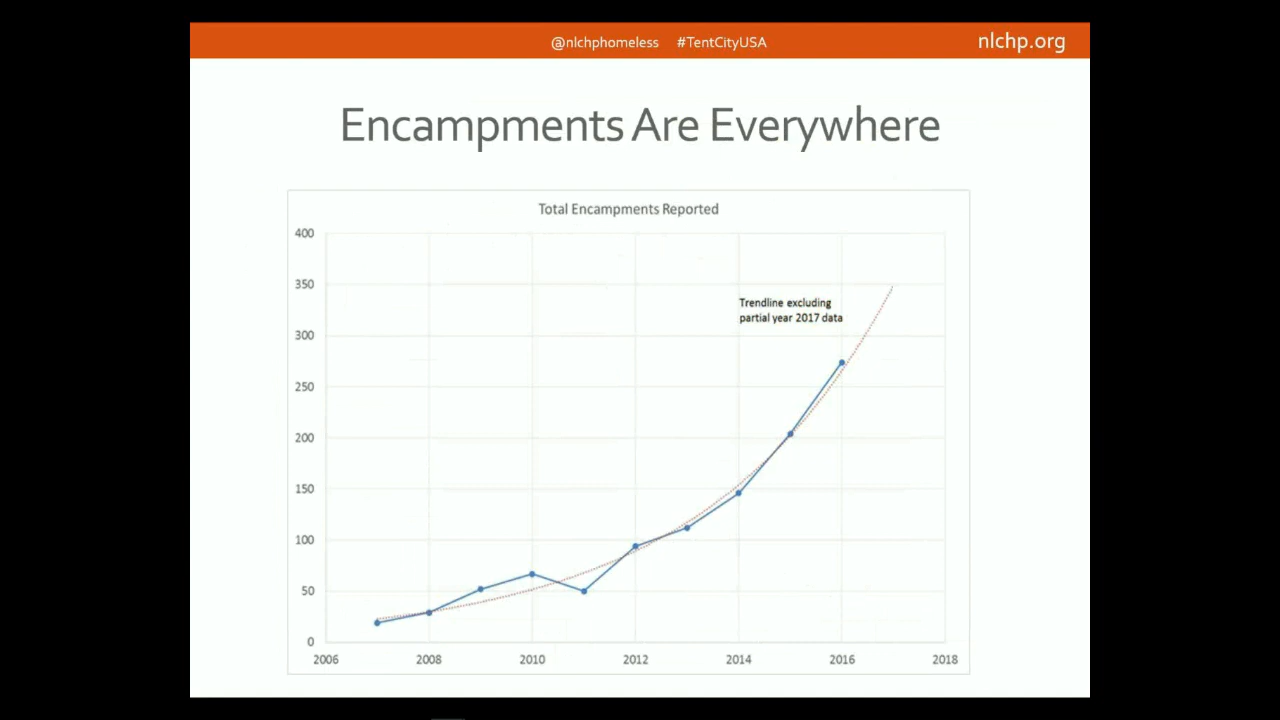 @nlchphomeless #TentCityUSA nlchp.org
Encampments Are Everywhere
Total Encampments Reported
400
350
Trendline excluding
partial year 2017 data
300
250
200
150
100
50
0
2006 2008 2010 2012 2014 2016 2018